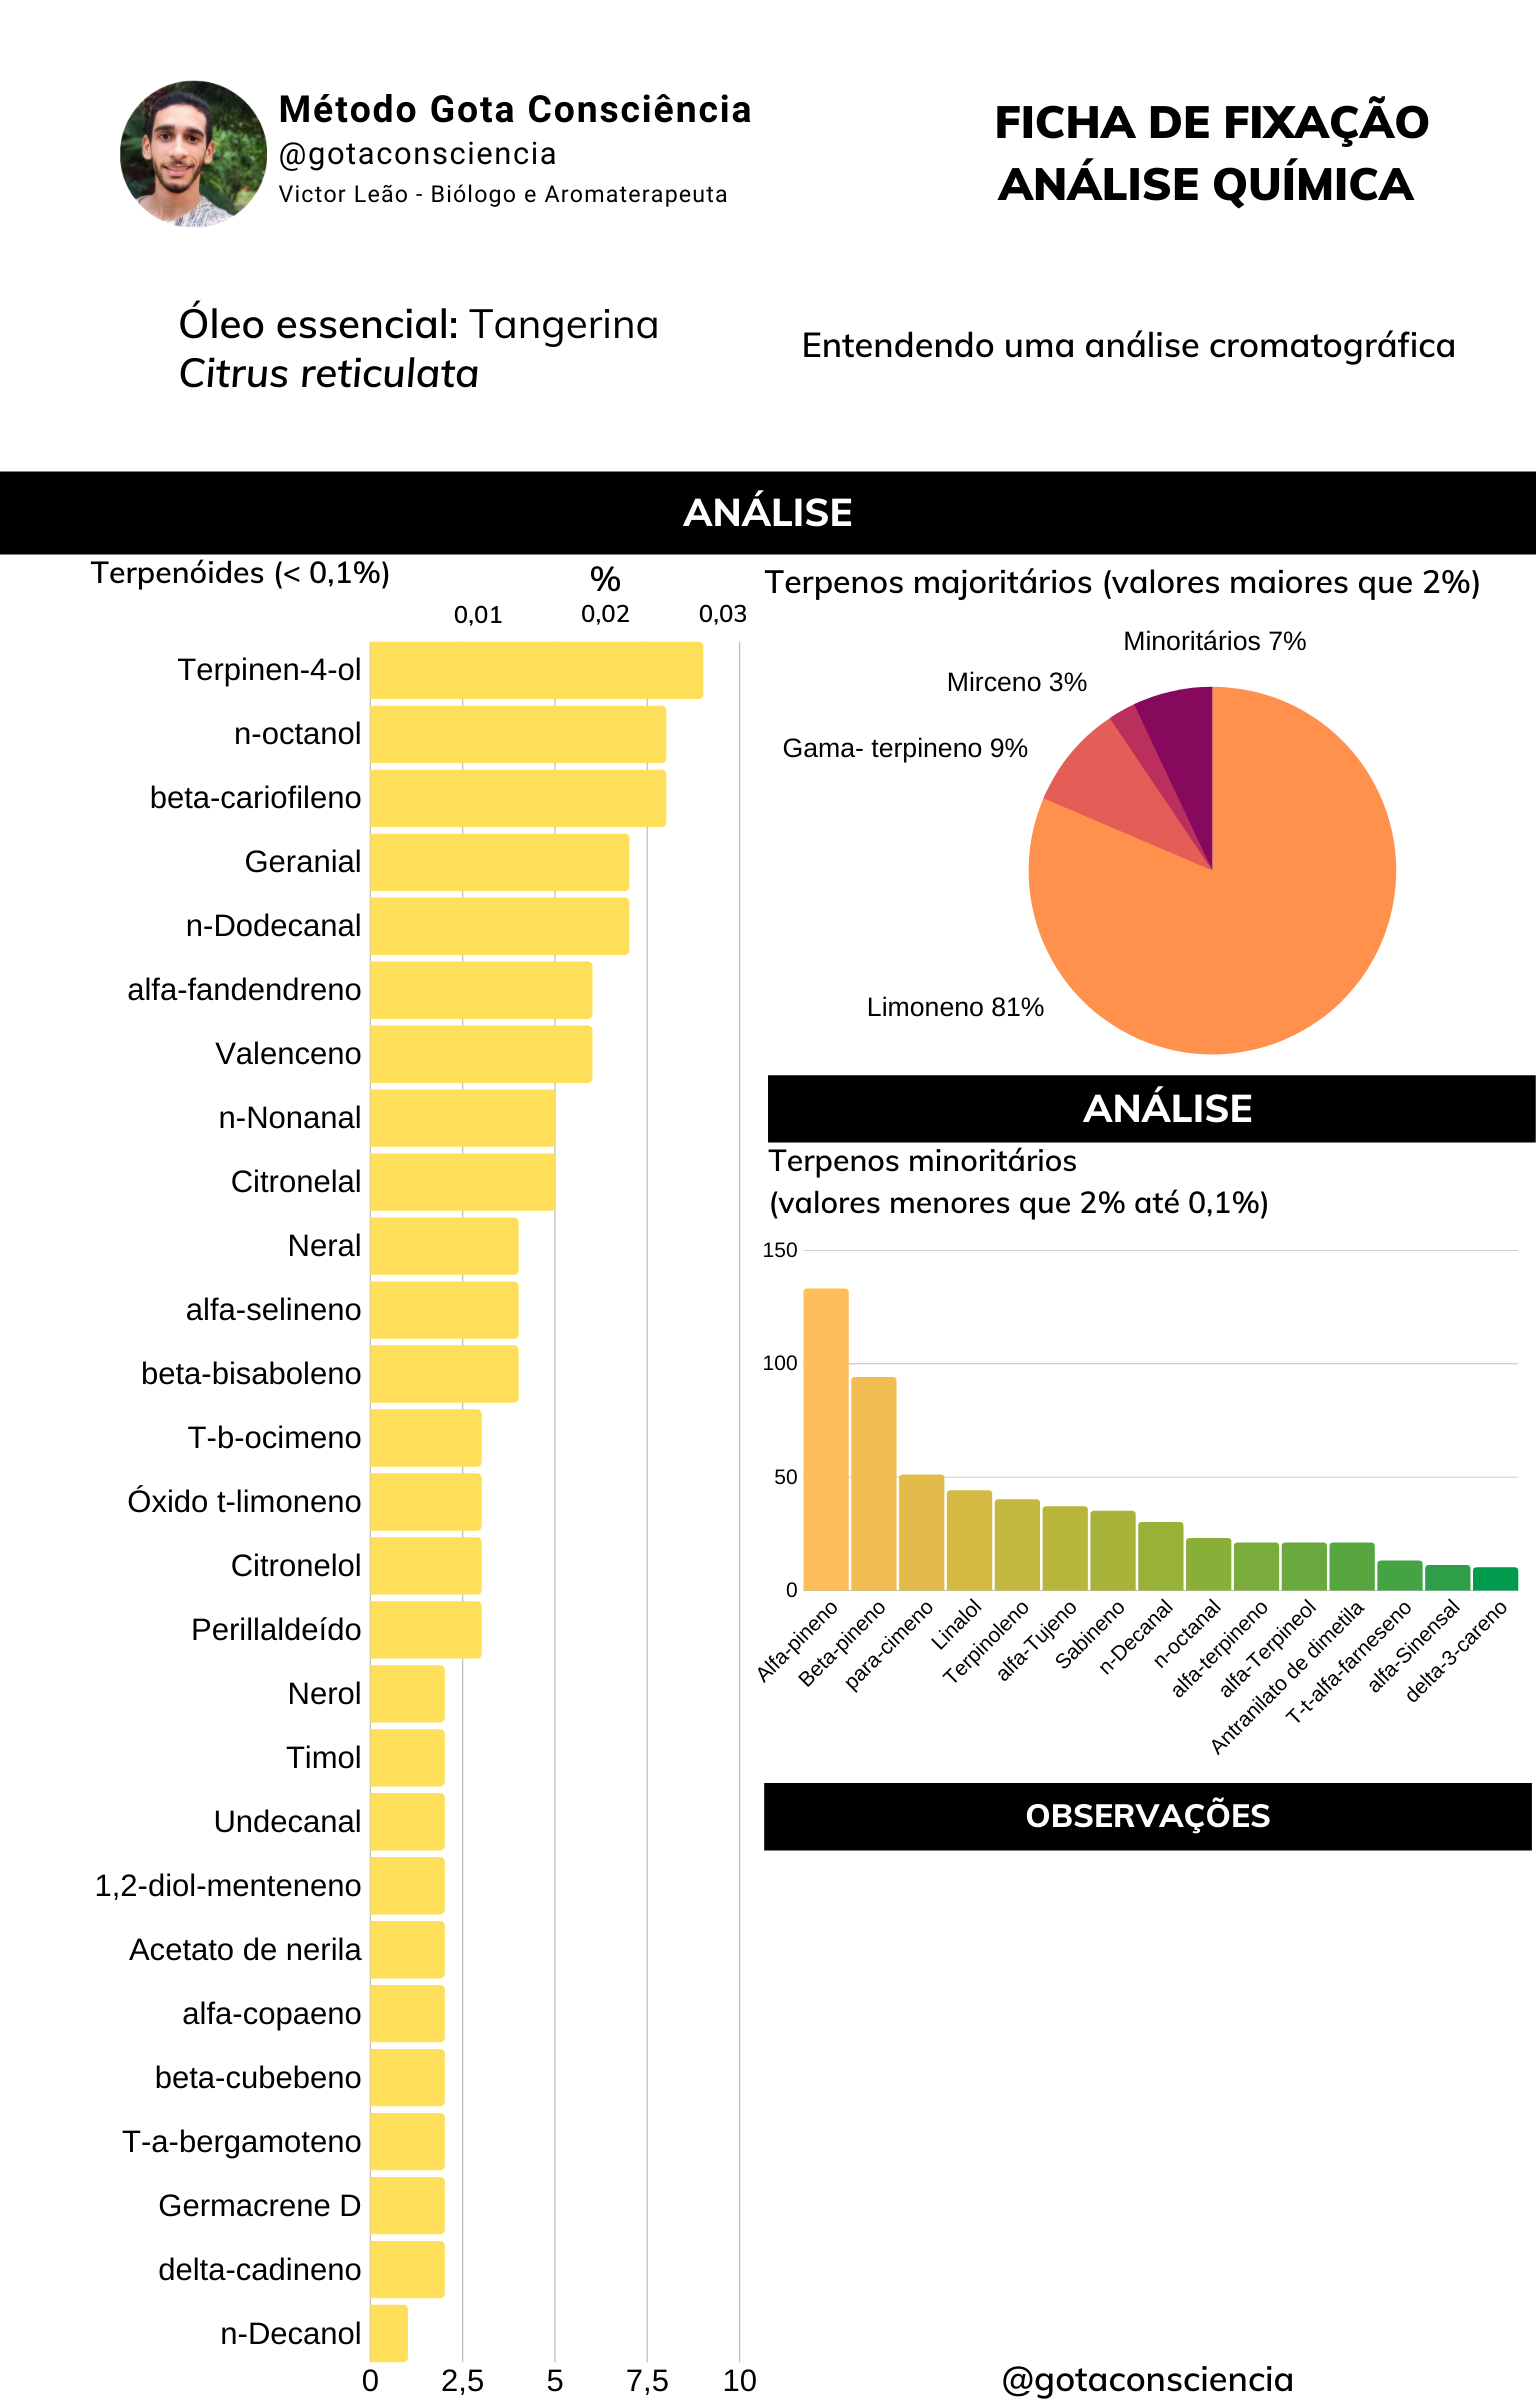 Método Gota Consciência
@gotaconsciencia
Victor Leão - Biólogo e Aromaterapeuta
FICHA DE FIXAÇÃO
ANÁLISE QUÍMICA
Óleo essencial: Tangerina
Citrus reticulata
Entendendo uma análise cromatográfica
ANÁLISE
Terpenóides (< 0,1%)
%
0,01 0,02 0,03
Terpinen-4-ol
n-octanol
beta-cariofileno
Geranial
n-Dodecanal
alfa-fandendreno
Valenceno
n-Nonanal
Citronelal
Neral
alfa-selineno
beta-bisaboleno
T-b-ocimeno
Óxido t-limoneno
Citronelol
Perillaldeído
Nerol
Timol
Undecanal
1,2-diol-menteneno
Acetato de nerila
alfa-copaeno
beta-cubebeno
T-a-bergamoteno
Germacrene D
delta-cadineno
n-Decanol
0 2,5 5 7,5 10
Terpenos majoritários (valores maiores que 2%)
Minoritários 7%
Mirceno 3%
Gama- terpineno 9%
Limoneno 81%
ANÁLISE
Terpenos minoritários
(valores menores que 2% até 0,1%)
150
100
50
0
Alfa-pineno
Beta-pineno
para-cimeno
Linalol
Terpinoleno
alfa-Tujeno
Sabineno
n-Decanal
n-octanal
alfa-terpineno
alfa-Terpineol
Antranilato de dimetila
T-t-alfa-farneseno
alfa-Sinensal
delta-3-careno
OBSERVAÇÕES
@gotaconsciencia